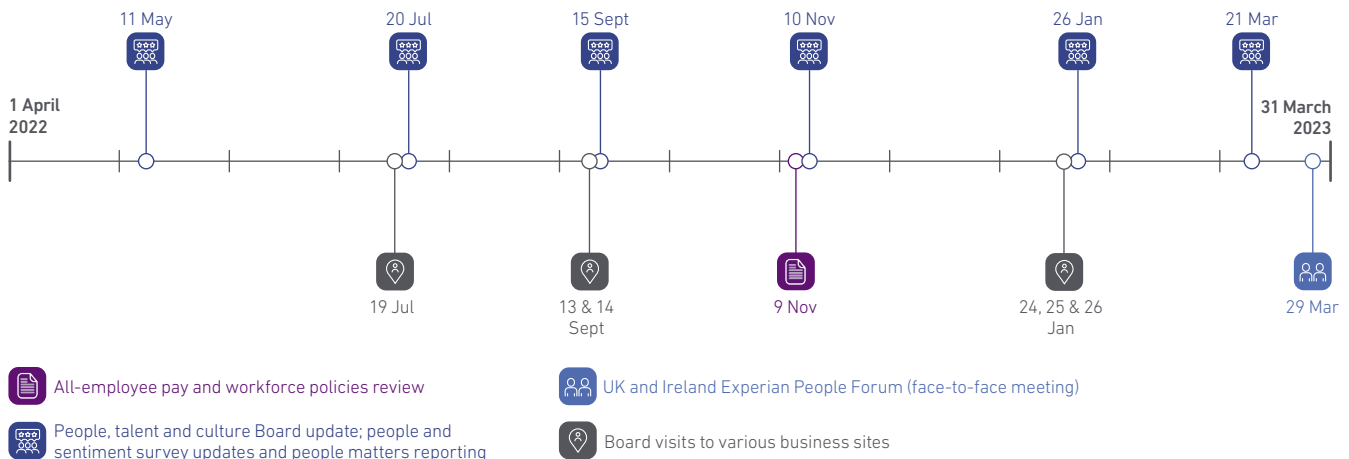 11 May
20 Jul
15 Sept
10 Nov
26 Jan
21 Mar
1 April
2022
31 March
2023
19 Jul
13 & 14
Sept
9 Nov
24, 25 & 26
Jan
29 Mar
All-employee pay and workforce policies review
UK and Ireland Experian People Forum (face-to-face meeting)
People, talent and culture Board update; people and
sentiment survey updates and people matters reporting
Board visits to various business sites